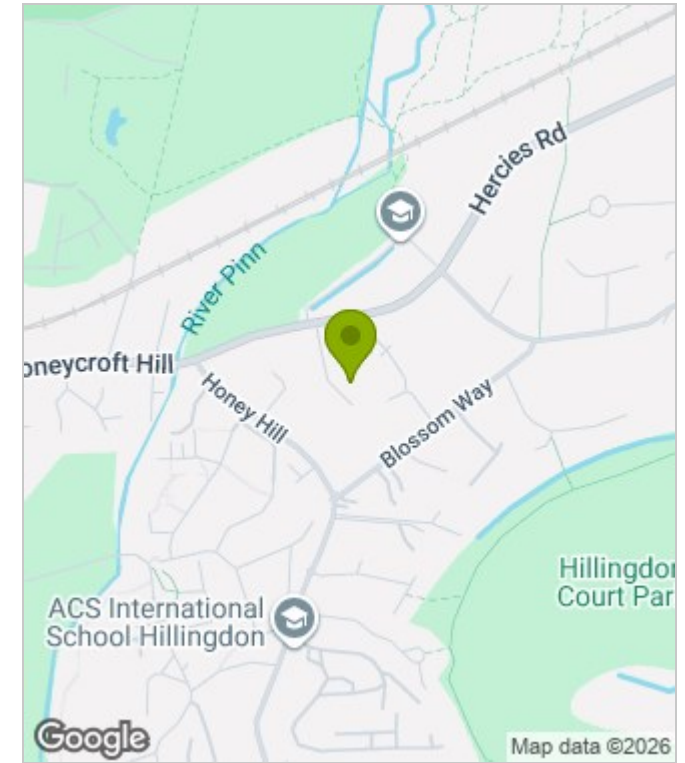 Hercies Rd
River Pinn
oneycroft Hill
Honey Hill
Blossom Way
Hillingdo
Court Par
ACS International
School Hillingdon
Google
Map data ©2026